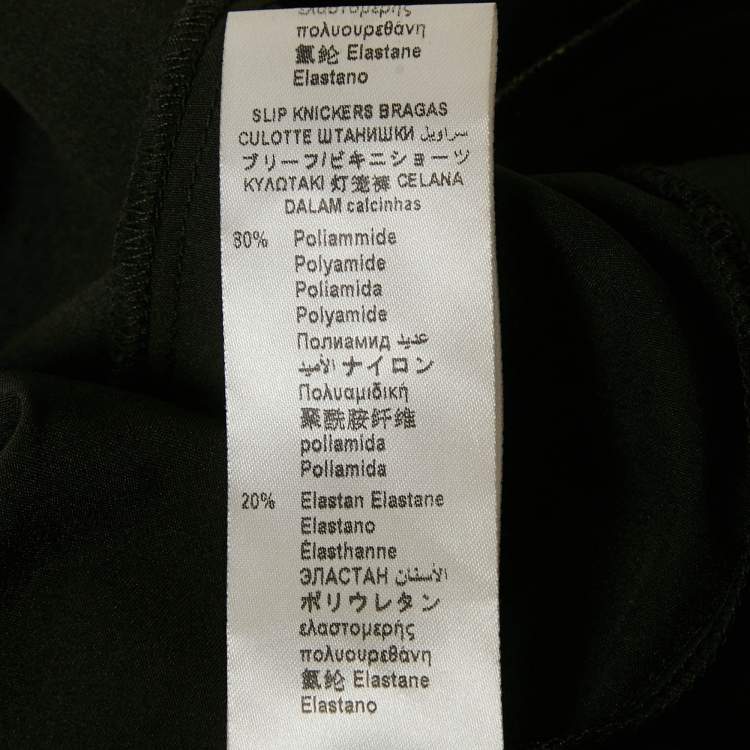 ελαστομερής
πολυουρεθάνη
氨纶 Elastane
Elastano
SLIP KNICKERS BRAGAS
CULOTTE ШТАНИШКИ سراويل
ブリーフ/ビキニショーツ
ΚΥΛΩΤΑΚΙ 灯笼裤 CELANA
DALAM calcinhas
80% Poliammide
Polyamide
Poliamida
Polyamide
Полиамид عديد
الأميد ナイロン
Πολυαμιδική
聚酰胺纤维
poliamida
Poliamida
20% Elastan Elastane
Elastano
Élasthanne
ЭЛАСТАН الأسفان
ポリウレタン
ελαστομερής
πολυουρεθάνη
氨纶 Elastane
Elastano